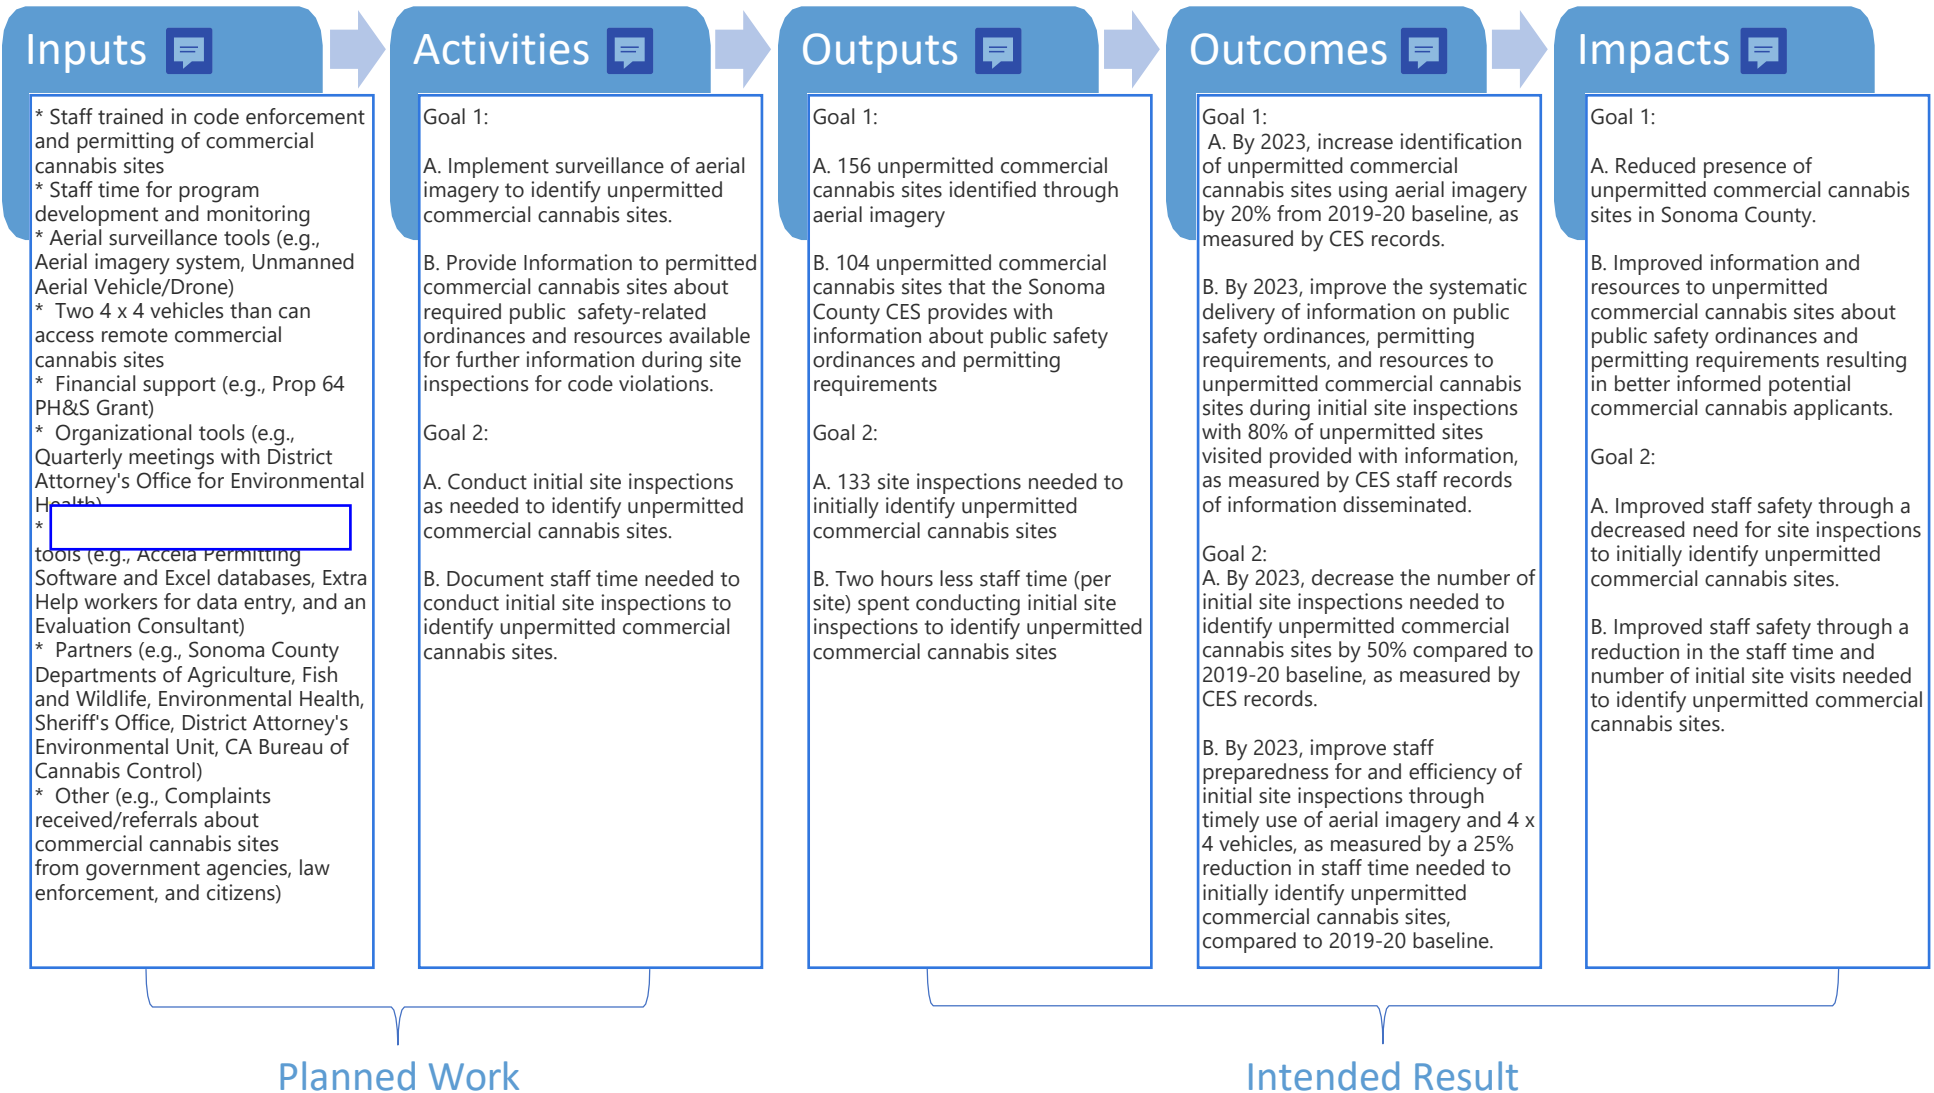 Inputs
* Staff trained in code enforcement
and permitting of commercial
cannabis sites
* Staff time for program
development and monitoring
* Aerial surveillance tools (e.g.,
Aerial imagery system, Unmanned
Aerial Vehicle/Drone)
* Two 4 x 4 vehicles than can
access remote commercial
cannabis sites
* Financial support (e.g., Prop 64
PH&S Grant)
* Organizational tools (e.g.,
Quarterly meetings with District
Attorney's Office for Environmental
Health)
*
tools (e.g., Accela Permitting
Software and Excel databases, Extra
Help workers for data entry, and an
Evaluation Consultant)
* Partners (e.g., Sonoma County
Departments of Agriculture, Fish
and Wildlife, Environmental Health,
Sheriff's Office, District Attorney's
Environmental Unit, CA Bureau of
Cannabis Control)
* Other (e.g., Complaints
received/referrals about
commercial cannabis sites
from government agencies, law
enforcement, and citizens)
Activities
Goal 1:
A. Implement surveillance of aerial
imagery to identify unpermitted
commercial cannabis sites.
B. Provide Information to permitted
commercial cannabis sites about
required public safety-related
ordinances and resources available
for further information during site
inspections for code violations.
Goal 2:
A. Conduct initial site inspections
as needed to identify unpermitted
commercial cannabis sites.
B. Document staff time needed to
conduct initial site inspections to
identify unpermitted commercial
cannabis sites.
Outputs
Goal 1:
A. 156 unpermitted commercial
cannabis sites identified through
aerial imagery
B. 104 unpermitted commercial
cannabis sites that the Sonoma
County CES provides with
information about public safety
ordinances and permitting
requirements
Goal 2:
A. 133 site inspections needed to
initially identify unpermitted
commercial cannabis sites
B. Two hours less staff time (per
site) spent conducting initial site
inspections to identify unpermitted
commercial cannabis sites
Outcomes
Goal 1:
A. By 2023, increase identification
of unpermitted commercial
cannabis sites using aerial imagery
by 20% from 2019-20 baseline, as
measured by CES records.
B. By 2023, improve the systematic
delivery of information on public
safety ordinances, permitting
requirements, and resources to
unpermitted commercial cannabis
sites during initial site inspections
with 80% of unpermitted sites
visited provided with information,
as measured by CES staff records
of information disseminated.
Goal 2:
A. By 2023, decrease the number of
initial site inspections needed to
identify unpermitted commercial
cannabis sites by 50% compared to
2019-20 baseline, as measured by
CES records.
B. By 2023, improve staff
preparedness for and efficiency of
initial site inspections through
timely use of aerial imagery and 4 x
4 vehicles, as measured by a 25%
reduction in staff time needed to
initially identify unpermitted
commercial cannabis sites,
compared to 2019-20 baseline.
Impacts
Goal 1:
A. Reduced presence of
unpermitted commercial cannabis
sites in Sonoma County.
B. Improved information and
resources to unpermitted
commercial cannabis sites about
public safety ordinances and
permitting requirements resulting
in better informed potential
commercial cannabis applicants.
Goal 2:
A. Improved staff safety through a
decreased need for site inspections
to initially identify unpermitted
commercial cannabis sites.
B. Improved staff safety through a
reduction in the staff time and
number of initial site visits needed
to identify unpermitted commercial
cannabis sites.
Planned Work
Intended Result